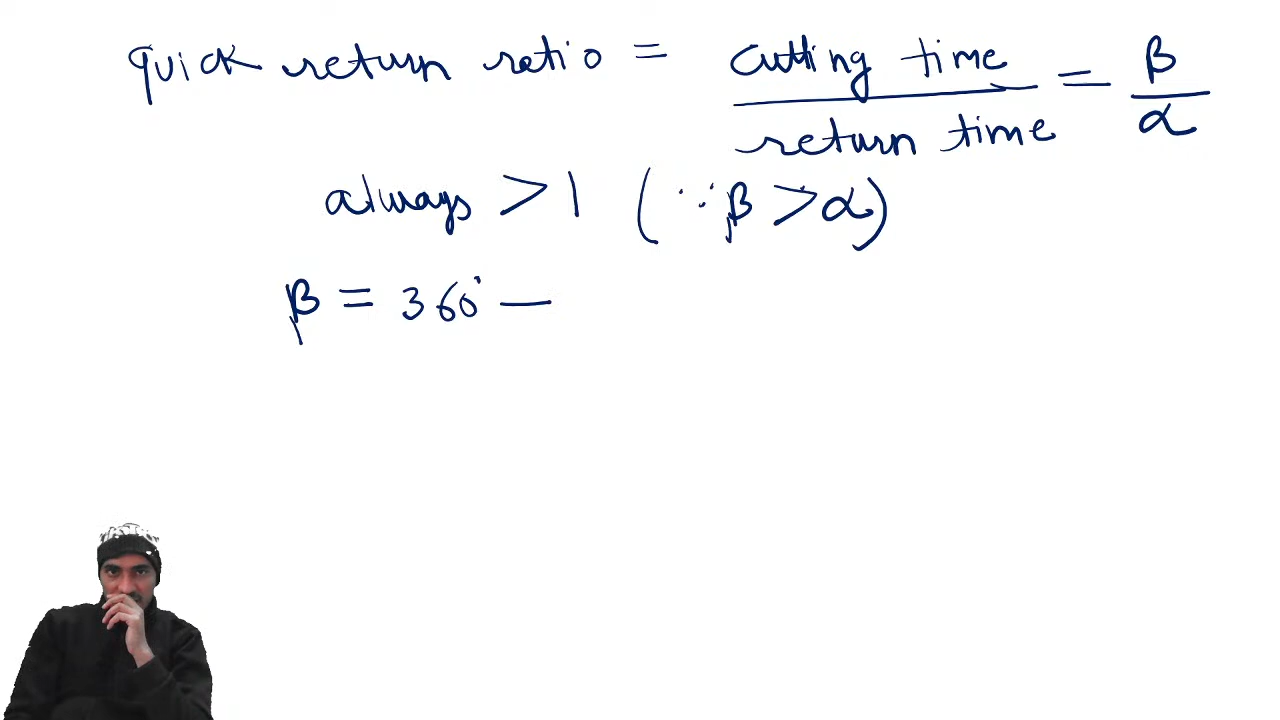 quick return ratio = cutting time / return time = β / α
always > 1 (∵ β > α)
β = 360° —